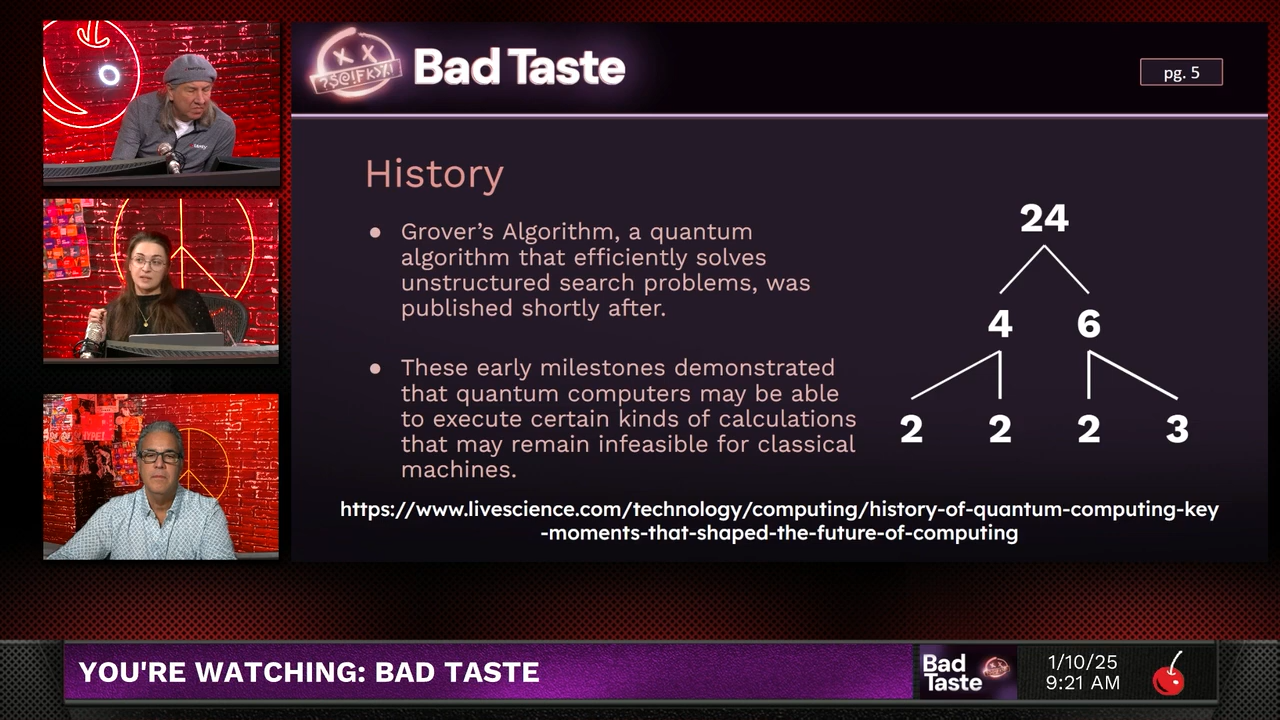 ?$@!FK%!
Bad Taste
pg. 5
History
● Grover's Algorithm, a quantum
algorithm that efficiently solves
unstructured search problems, was
published shortly after.
● These early milestones demonstrated
that quantum computers may be able
to execute certain kinds of calculations
that may remain infeasible for classical
machines.
24
4 6
2 2 2 3
https://www.livescience.com/technology/computing/history-of-quantum-computing-key
-moments-that-shaped-the-future-of-computing
YOU'RE WATCHING: BAD TASTE
Bad
Taste
1/10/25
9:21 AM